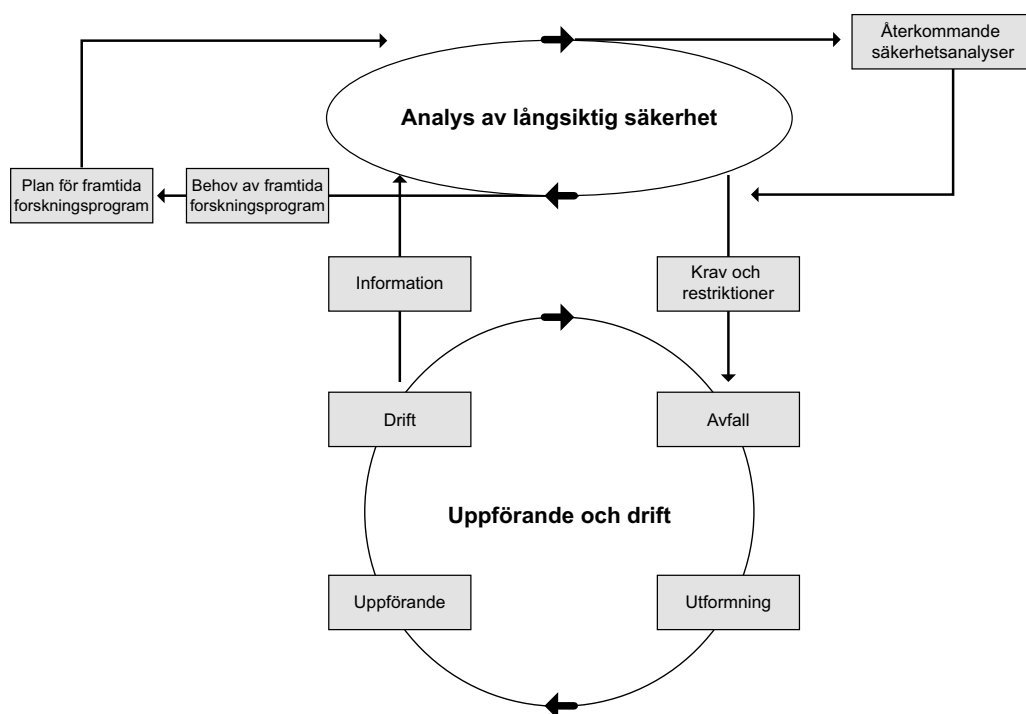 Återkommande
säkerhetsanalyser
Analys av långsiktig säkerhet
Plan för framtida
forskningsprogram
Behov av framtida
forskningsprogram
Information
Krav och
restriktioner
Drift
Avfall
Uppförande och drift
Uppförande
Utformning